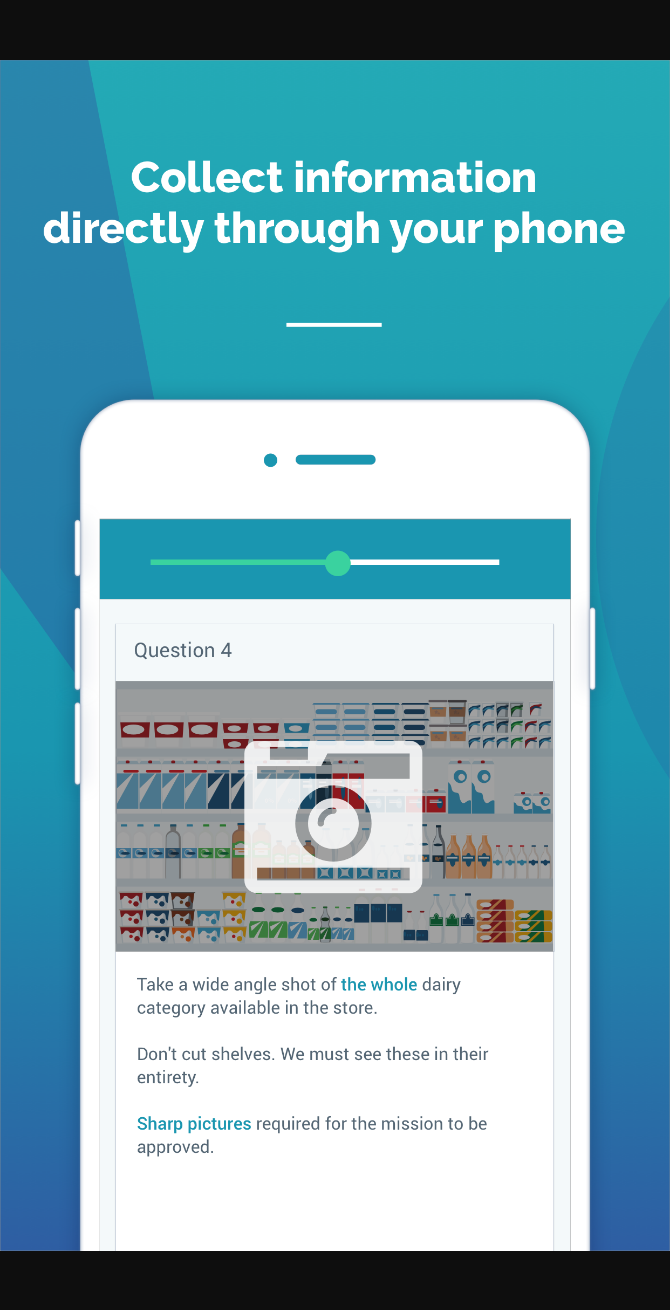 Collect information
directly through your phone
Question 4
Take a wide angle shot of the whole dairy
category available in the store.
Don't cut shelves. We must see these in their
entirety.
Sharp pictures required for the mission to be
approved.